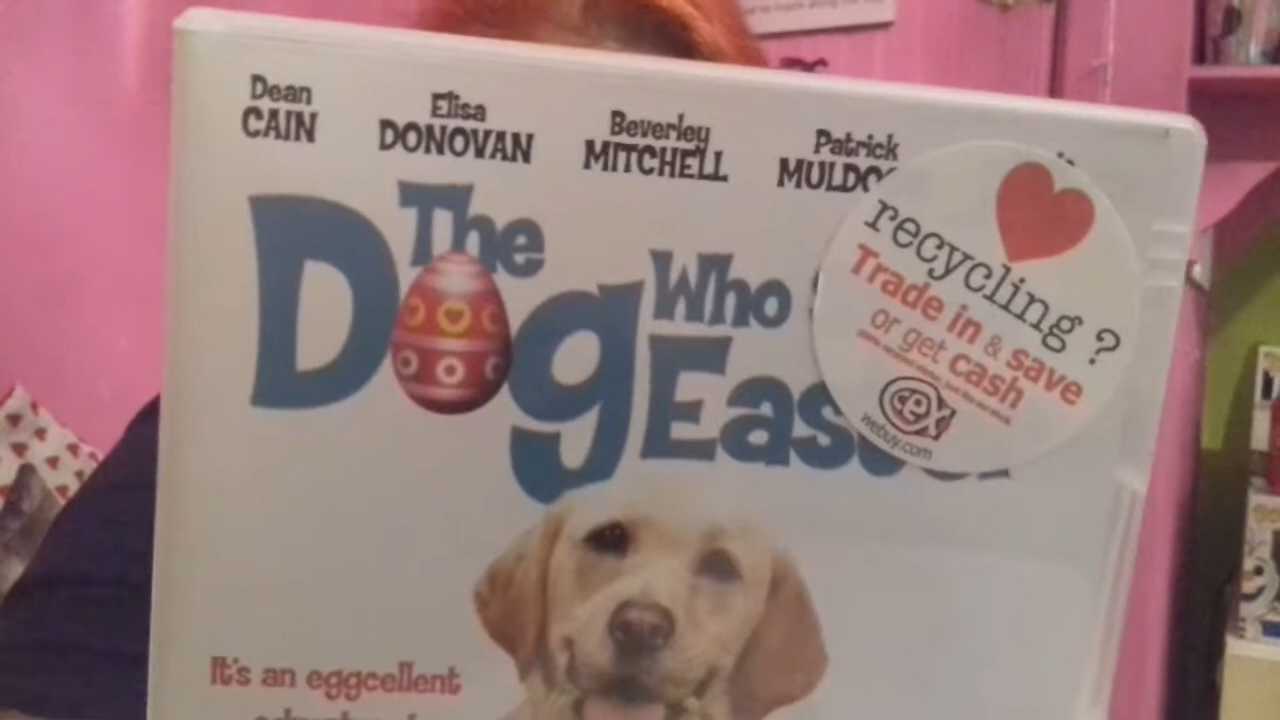 Dean
CAIN
Elisa
DONOVAN
Beverley
MITCHELL
Patrick
The
Dog
Who
recycling ?
Trade in & save
or get cash
cex
webuy.com
It's an eggcellent